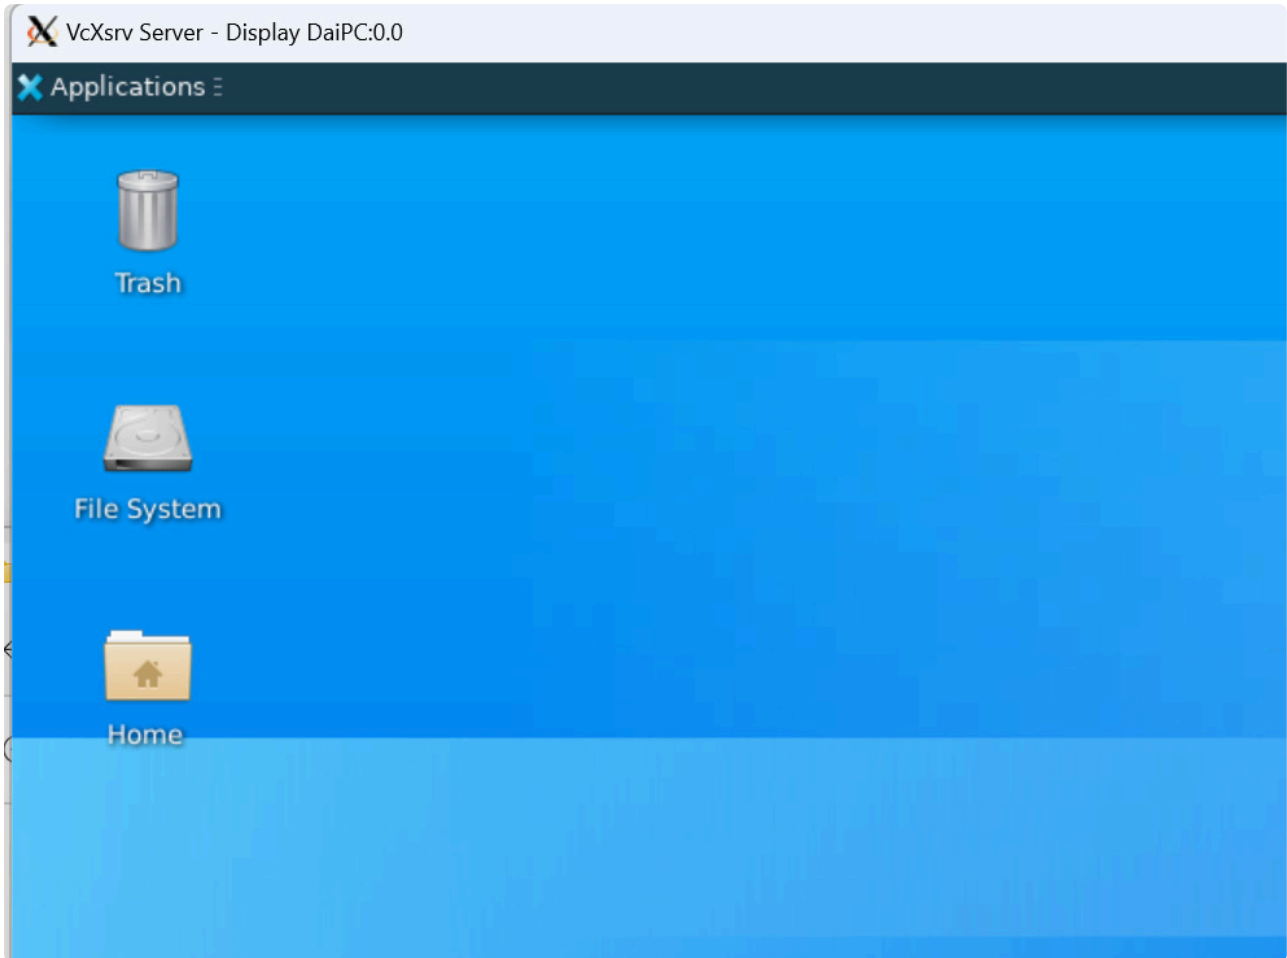 VcXsrv Server - Display DaiPC:0.0
Applications
Trash
File System
Home